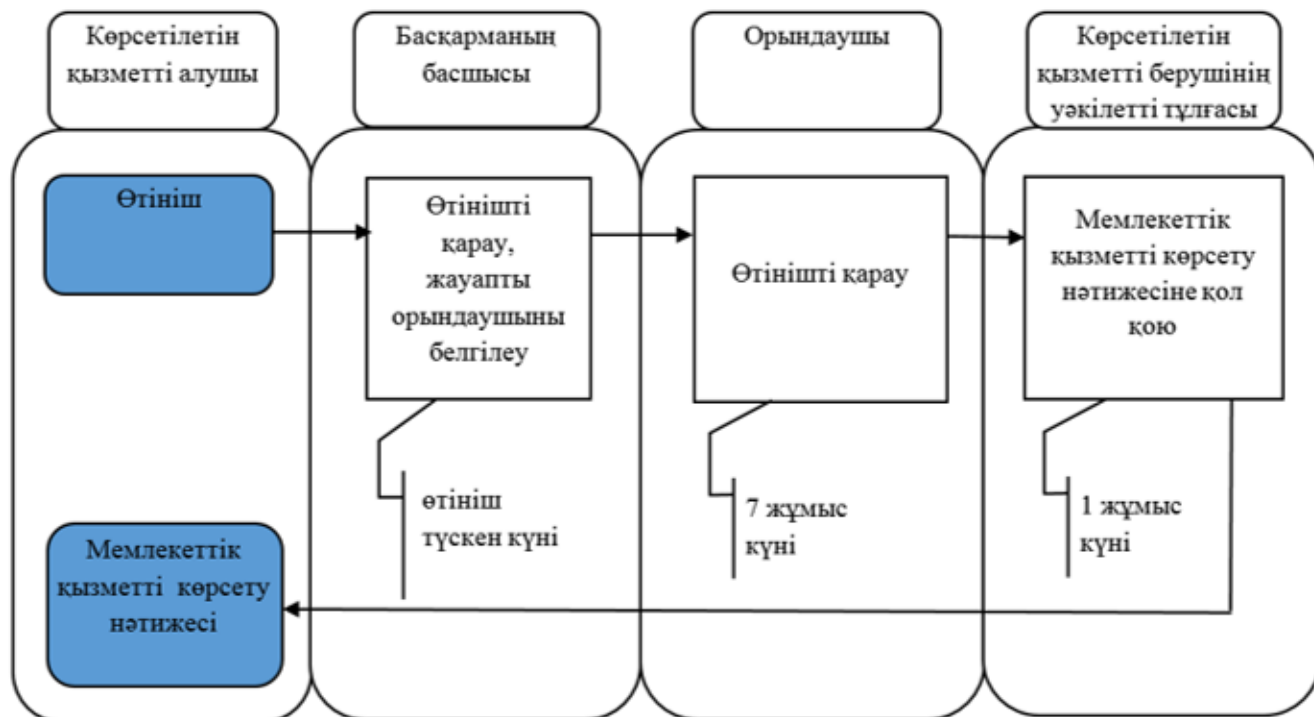 Көрсетілетін
қызметті алушы
Басқарманың
басшысы
Орындаушы
Көрсетілетін
қызметті берушінің
уәкілетті тұлғасы
Өтініш
Өтінішті
қарау,
жауапты
орындаушыны
белгілеу
Өтінішті қарау
Мемлекеттік
қызметті көрсету
нәтижесіне қол
қою
өтініш
түскен күні
7 жұмыс
күні
1 жұмыс
күні
Мемлекеттік
қызметті көрсету
нәтижесі